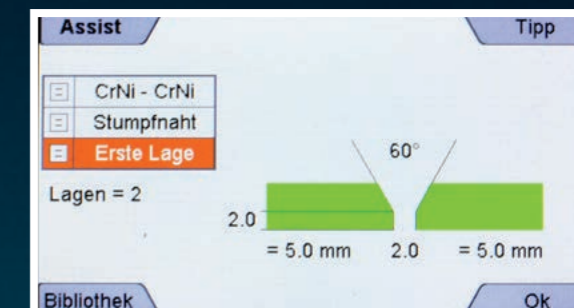 Assist
Tipp
CrNi - CrNi
Stumpfnaht
Erste Lage
60°
Lagen = 2
2.0
= 5.0 mm 2.0 = 5.0 mm
Bibliothek
Ok